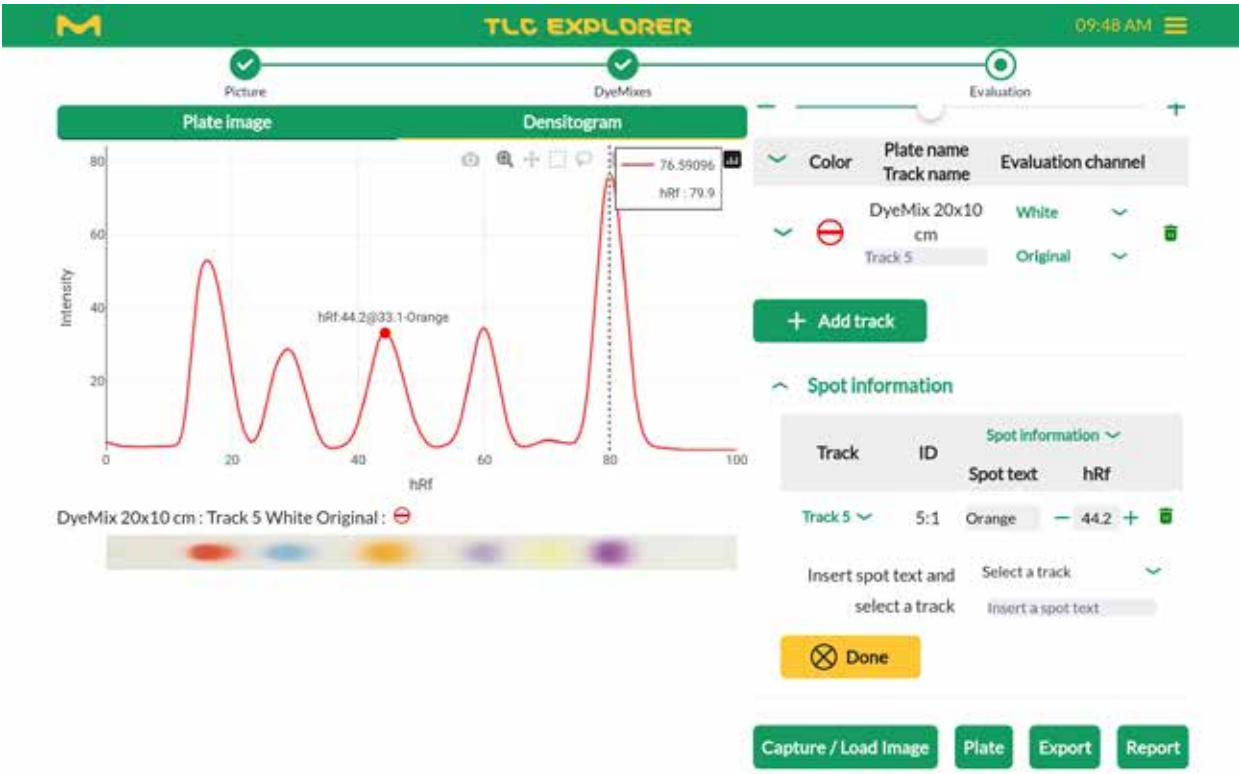 TLC EXPLORER
09:48 AM
Picture
DyeMixes
Evaluation
Plate image
Densitogram
80
60
40
20
Intensity
0
20
40
60
80
100
hRf
76.59096
hRf : 79.9
hRf:44.2@33.1-Orange
DyeMix 20x10 cm : Track 5 White Original :
Color
Plate name
Track name
Evaluation channel
DyeMix 20x10
cm
Track 5
White
Original
+ Add track
Spot information
Track
ID
Spot information
Spot text
hRf
Track 5
5:1
Orange
− 44.2 +
Insert spot text and
select a track
Select a track
Insert a spot text
Done
Capture / Load Image
Plate
Export
Report